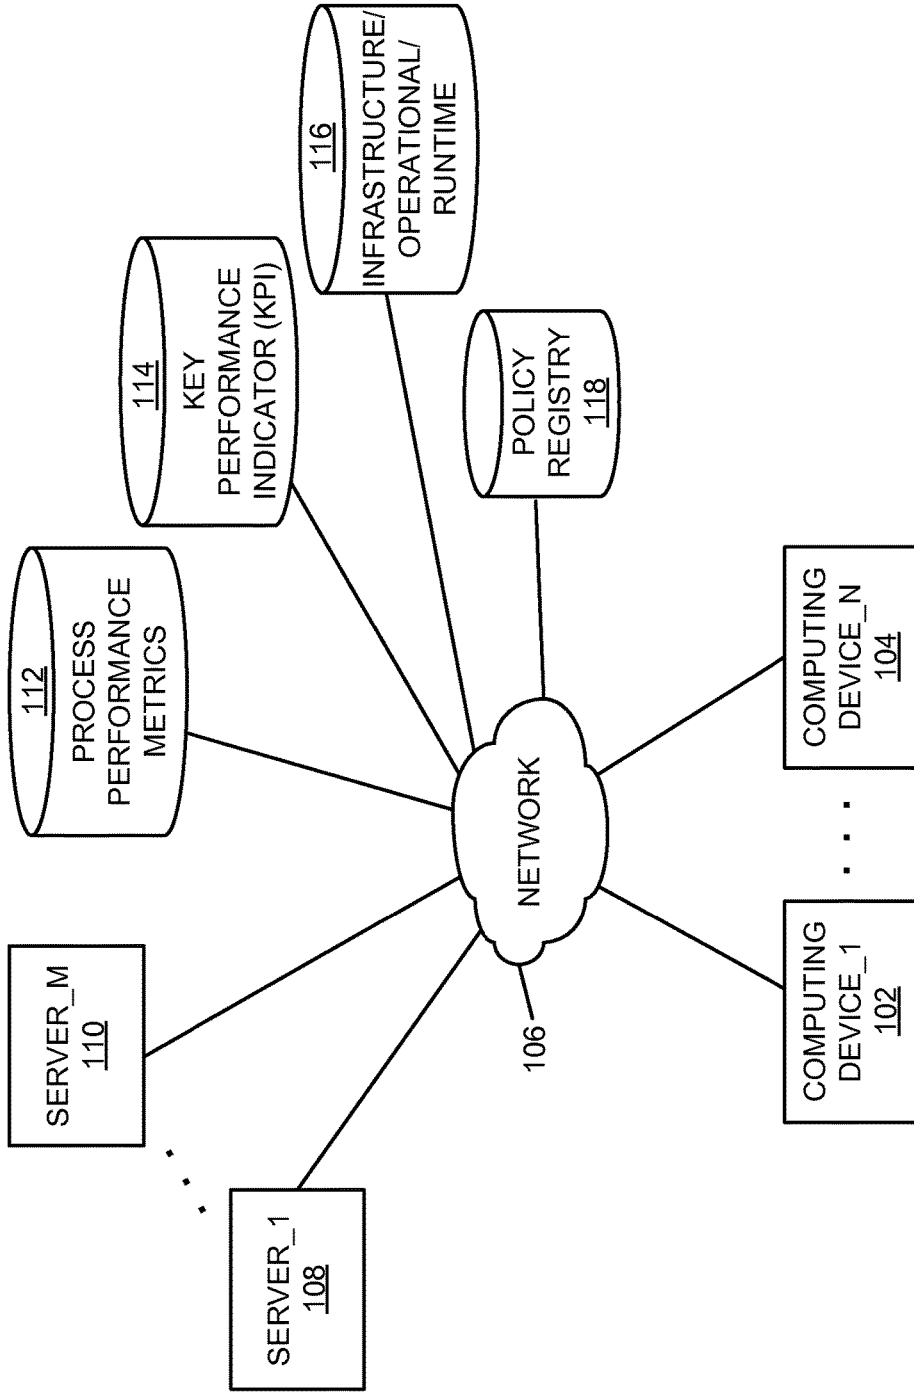 SERVER_1
108
SERVER_M
110
112
PROCESS
PERFORMANCE
METRICS
114
KEY
PERFORMANCE
INDICATOR (KPI)
116
INFRASTRUCTURE/
OPERATIONAL/
RUNTIME
POLICY
REGISTRY
118
NETWORK
106
COMPUTING
DEVICE_1
102
. . .
COMPUTING
DEVICE_N
104